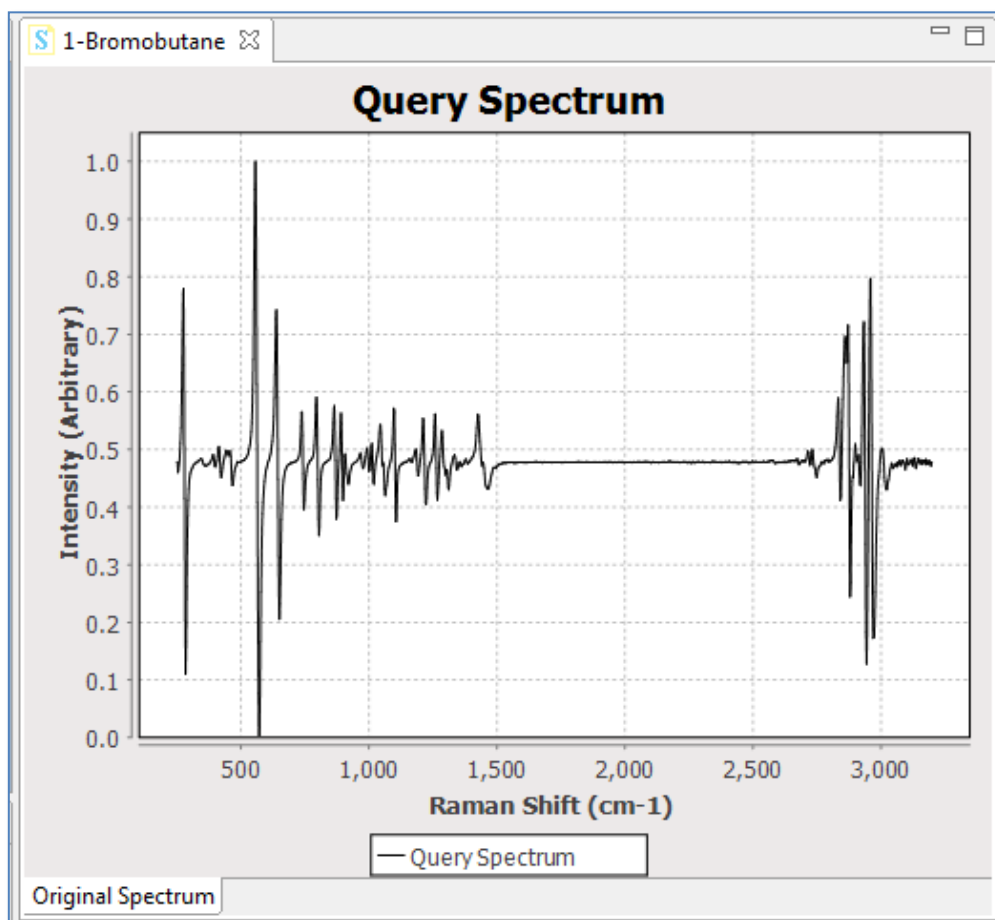 S 1-Bromobutane
Query Spectrum
Intensity (Arbitrary)
1.0
0.9
0.8
0.7
0.6
0.5
0.4
0.3
0.2
0.1
0.0
500 1,000 1,500 2,000 2,500 3,000
Raman Shift (cm-1)
Query Spectrum
Original Spectrum